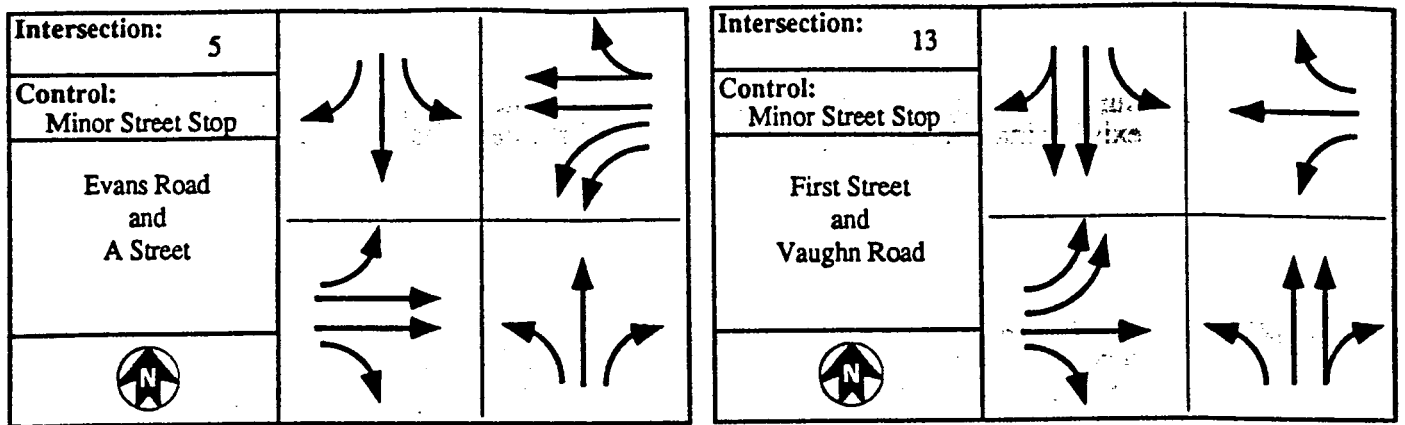 Intersection:
5
Control:
Minor Street Stop
Evans Road
and
A Street
N
Intersection:
13
Control:
Minor Street Stop
First Street
and
Vaughn Road
N